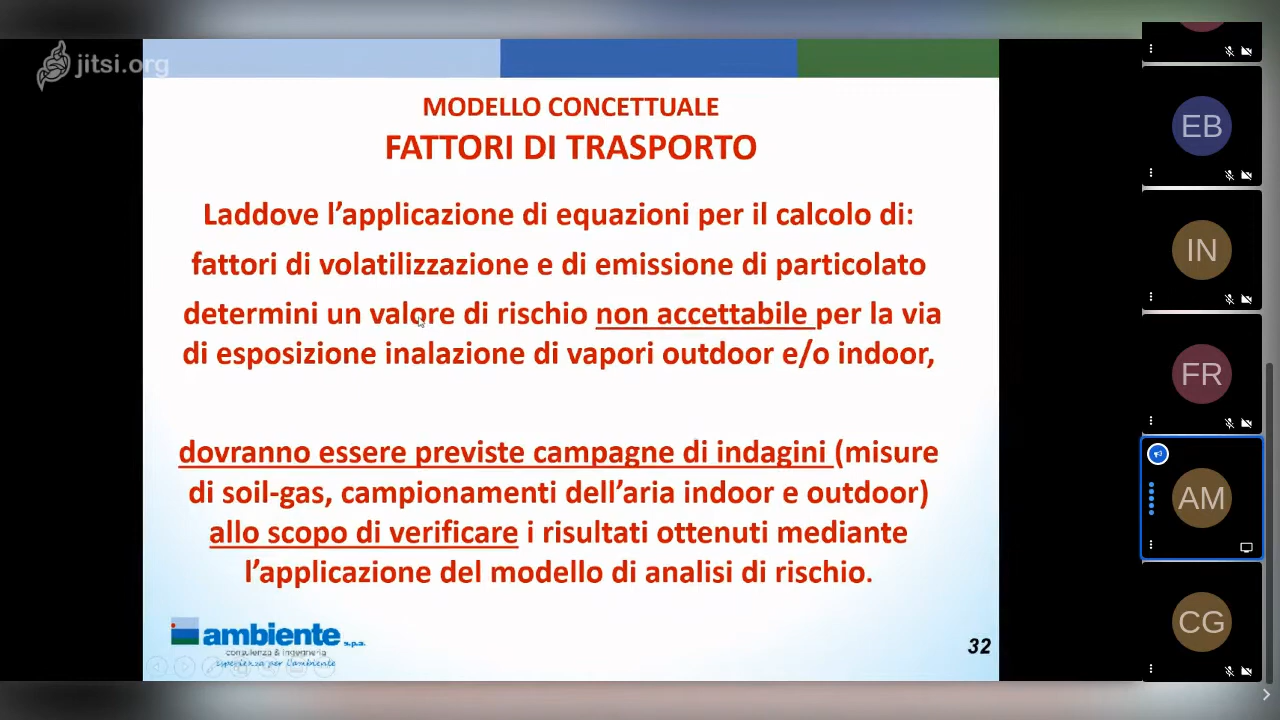 jitsi.org
MODELLO CONCETTUALE
FATTORI DI TRASPORTO
Laddove l’applicazione di equazioni per il calcolo di:
fattori di volatilizzazione e di emissione di particolato
determini un valore di rischio non accettabile per la via
di esposizione inalazione di vapori outdoor e/o indoor,
dovranno essere previste campagne di indagini (misure
di soil-gas, campionamenti dell’aria indoor e outdoor)
allo scopo di verificare i risultati ottenuti mediante
l’applicazione del modello di analisi di rischio.
ambiente s.p.a.
consulenza & ingegneria
esperienza per l'ambiente
32
EB
IN
FR
AM
CG